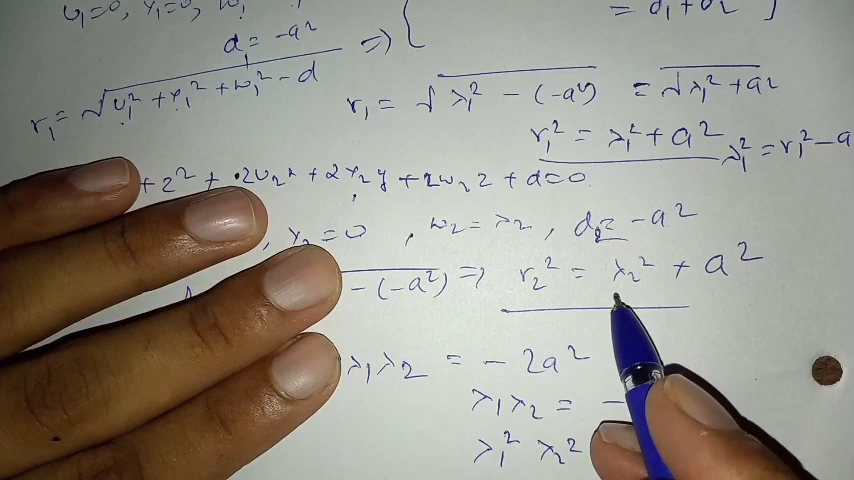 u₁=0, v₁=0, w₁
= d₁+d₂ ]
d₁ = -a² => {
r₁ = √u₁² + v₁² + w₁² - d
r₁ = √λ₁² - (-a²) = √λ₁² + a²
r₁² = λ₁² + a²
λ₁² = r₁² - a
+ z² + 2u₂x + 2v₂y + 2w₂z + d = 0
, v₂ = 0 , w₂ = λ₂ , d₂ = -a²
- (-a²) => r₂² = λ₂² + a²
λ₁λ₂ = - 2a²
λ₁λ₂ = -
λ₁² λ₂²